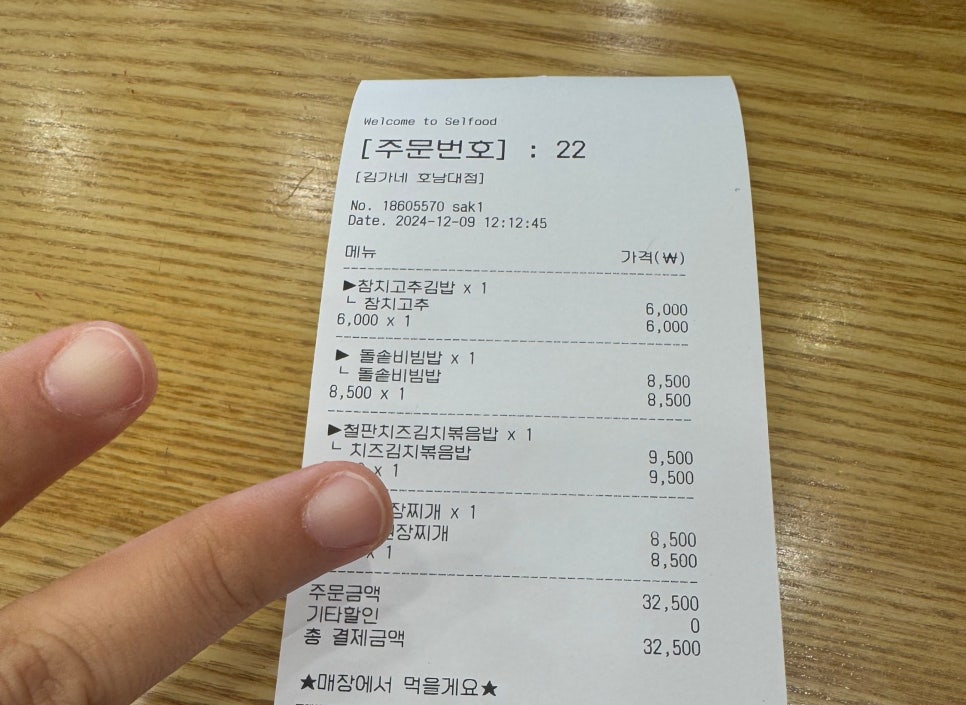 Welcome to Selfood
[주문번호] : 22
[김가네 호남대점]
No. 18605570 sak1
Date. 2024-12-09 12:12:45
메뉴 가격(₩)
▶참치고추김밥 x 1
└ 참치고추 6,000
6,000 x 1 6,000
▶ 돌솥비빔밥 x 1
└ 돌솥비빔밥 8,500
8,500 x 1 8,500
▶철판치즈김치볶음밥 x 1
└ 치즈김치볶음밥 9,500
x 1 9,500
장찌개 x 1
된장찌개 8,500
x 1 8,500
주문금액 32,500
기타할인 0
총 결제금액 32,500
★매장에서 먹을게요★